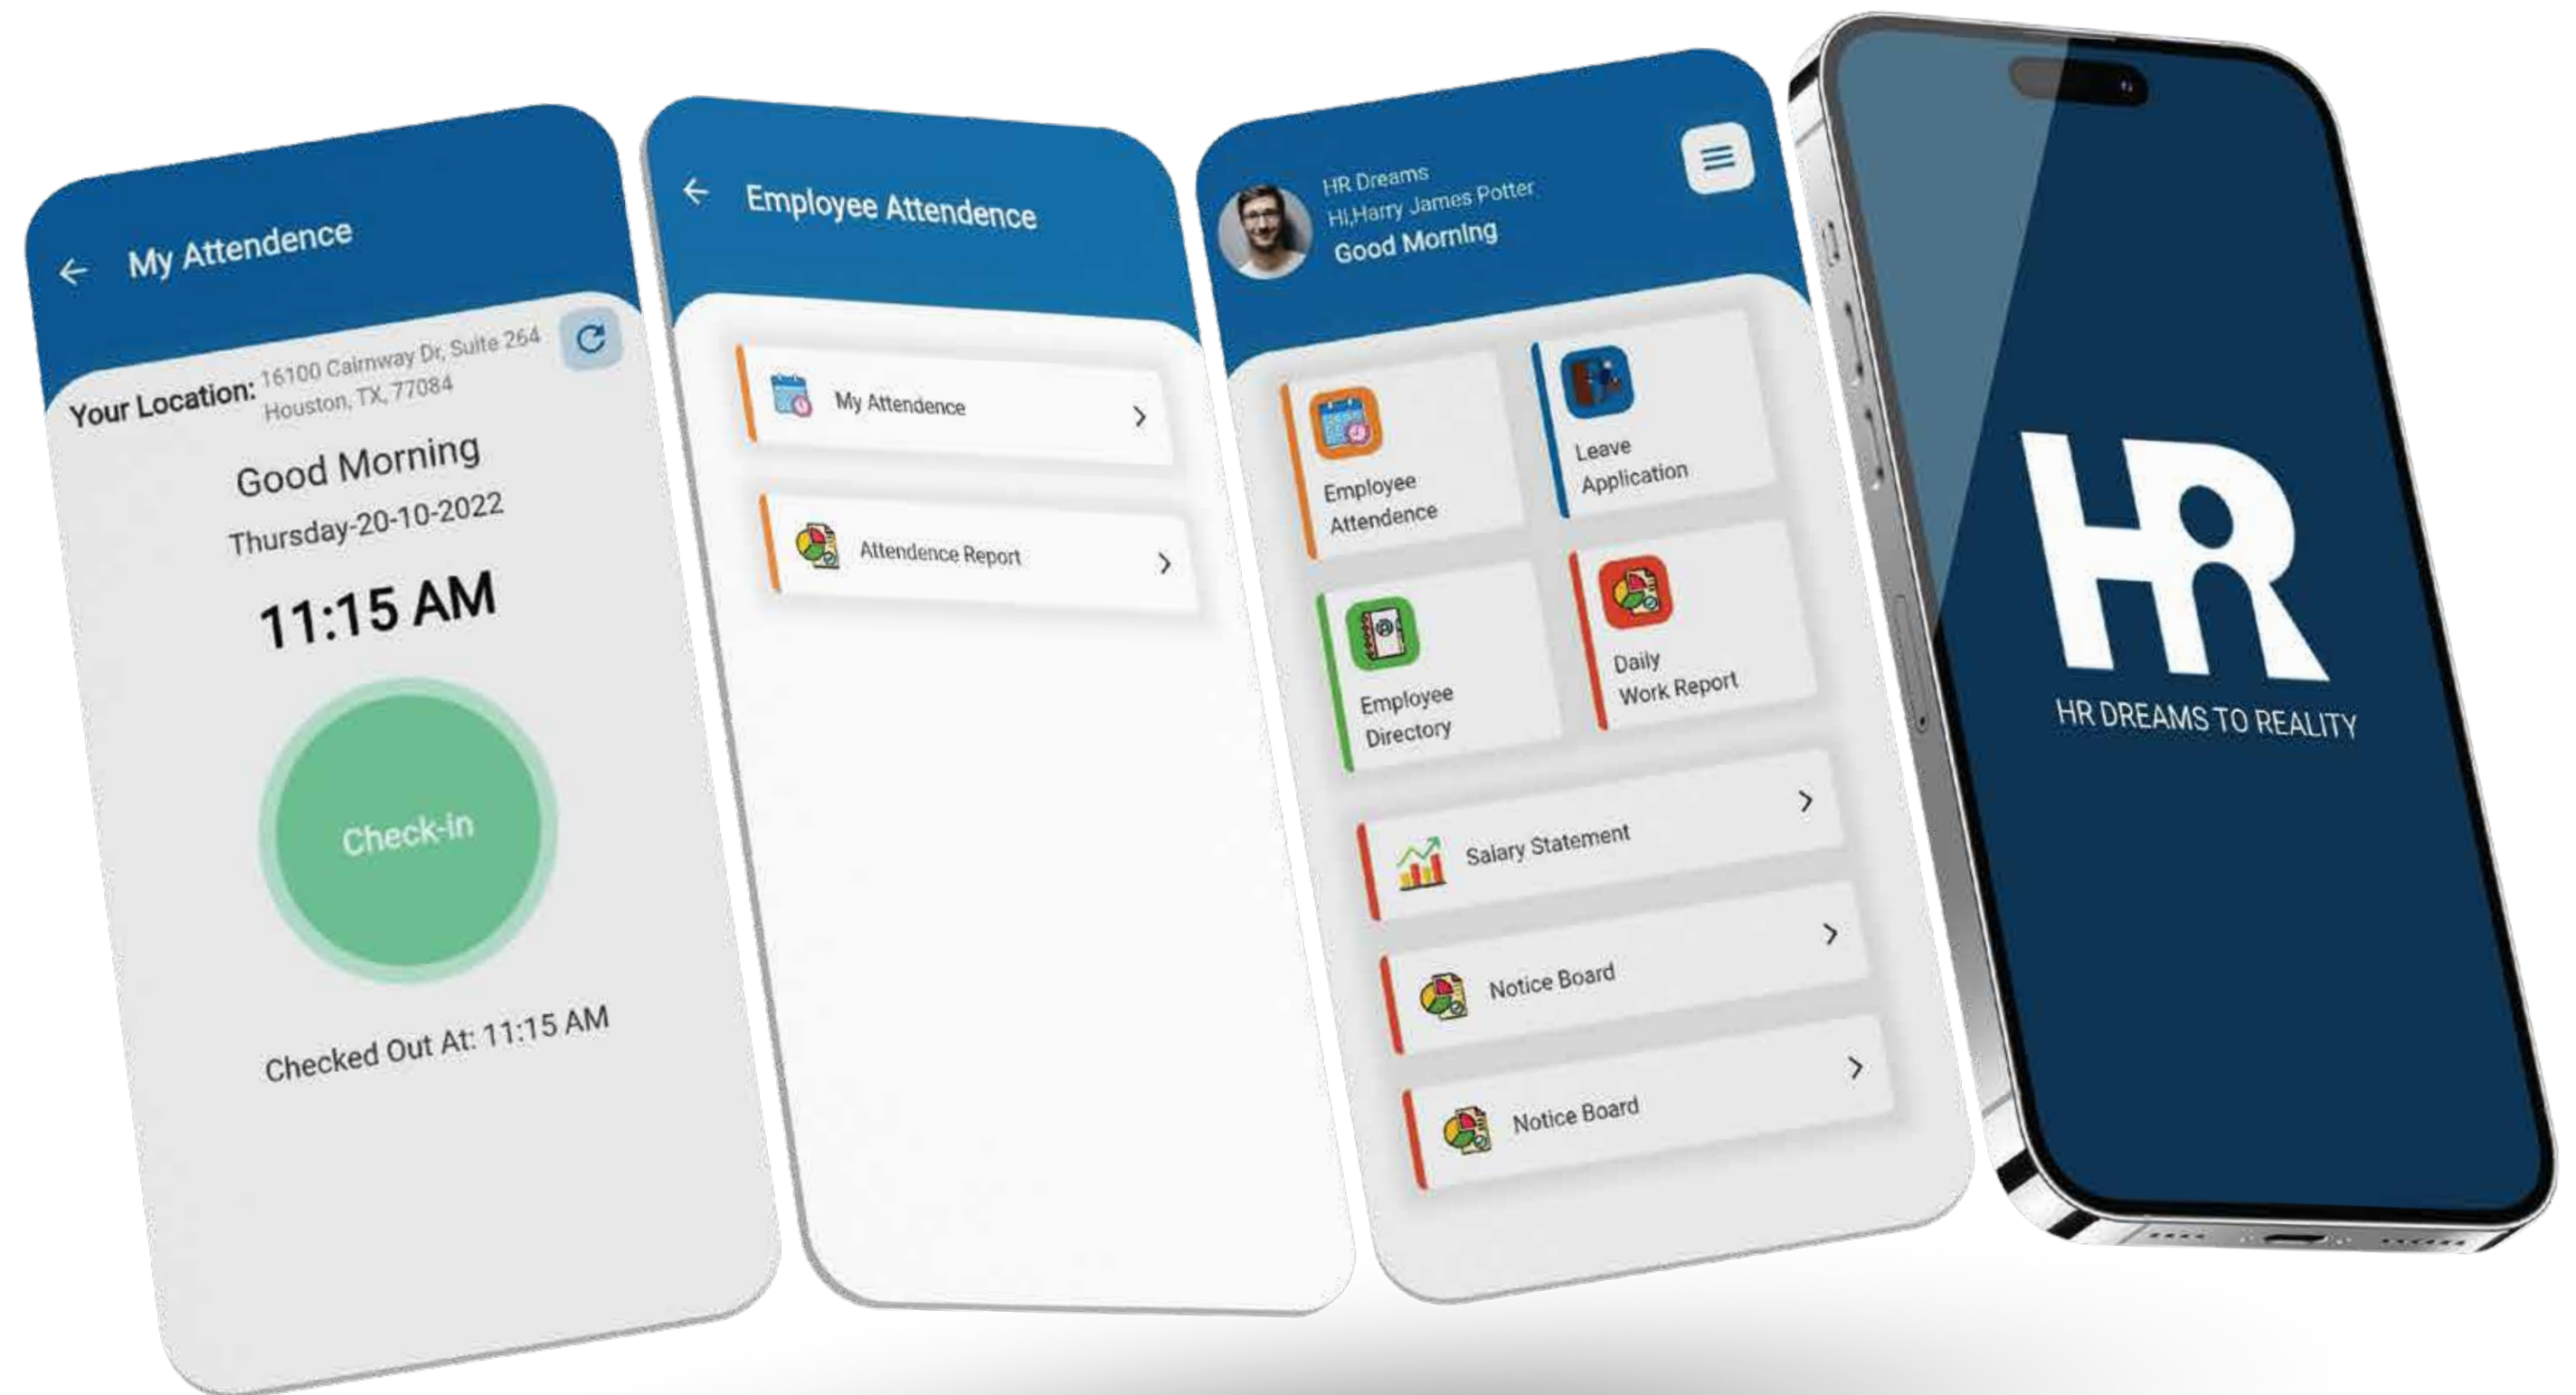 My Attendence
Your Location: 16100 Cairnway Dr, Suite 264
Houston, TX, 77084
Good Morning
Thursday-20-10-2022
11:15 AM
Check-in
Checked Out At: 11:15 AM
Employee Attendence
My Attendence
Attendence Report
HR Dreams
Hi,Harry James Potter
Good Morning
Employee
Attendence
Leave
Application
Employee
Directory
Daily
Work Report
Salary Statement
Notice Board
Notice Board
HR
HR DREAMS TO REALITY